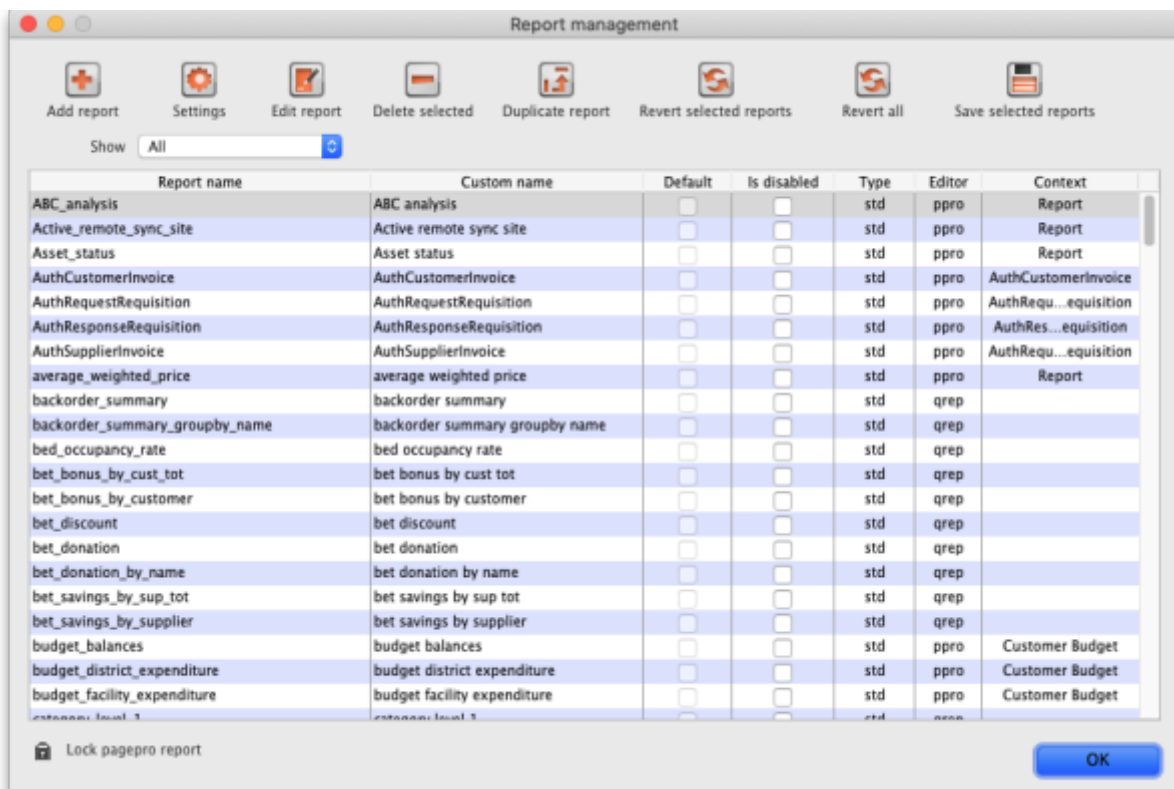 Report management
Add report Settings Edit report Delete selected Duplicate report Revert selected reports Revert all Save selected reports
Show All
Report name Custom name Default Is disabled Type Editor Context
ABC_analysis ABC analysis std ppro Report
Active_remote_sync_site Active remote sync site std ppro Report
Asset_status Asset status std ppro Report
AuthCustomerInvoice AuthCustomerInvoice std ppro AuthCustomerInvoice
AuthRequestRequisition AuthRequestRequisition std ppro AuthRequ...equisition
AuthResponseRequisition AuthResponseRequisition std ppro AuthRes...equisition
AuthSupplierInvoice AuthSupplierInvoice std ppro AuthRequ...equisition
average_weighted_price average weighted price std ppro Report
backorder_summary backorder summary std qrep
backorder_summary_groupby_name backorder summary groupby name std qrep
bed_occupancy_rate bed occupancy rate std qrep
bet_bonus_by_cust_tot bet bonus by cust tot std qrep
bet_bonus_by_customer bet bonus by customer std qrep
bet_discount bet discount std qrep
bet_donation bet donation std qrep
bet_donation_by_name bet donation by name std qrep
bet_savings_by_sup_tot bet savings by sup tot std qrep
bet_savings_by_supplier bet savings by supplier std qrep
budget_balances budget balances std ppro Customer Budget
budget_district_expenditure budget district expenditure std ppro Customer Budget
budget_facility_expenditure budget facility expenditure std ppro Customer Budget
category_level_1 category level 1 std qrep
Lock pagepro report
OK